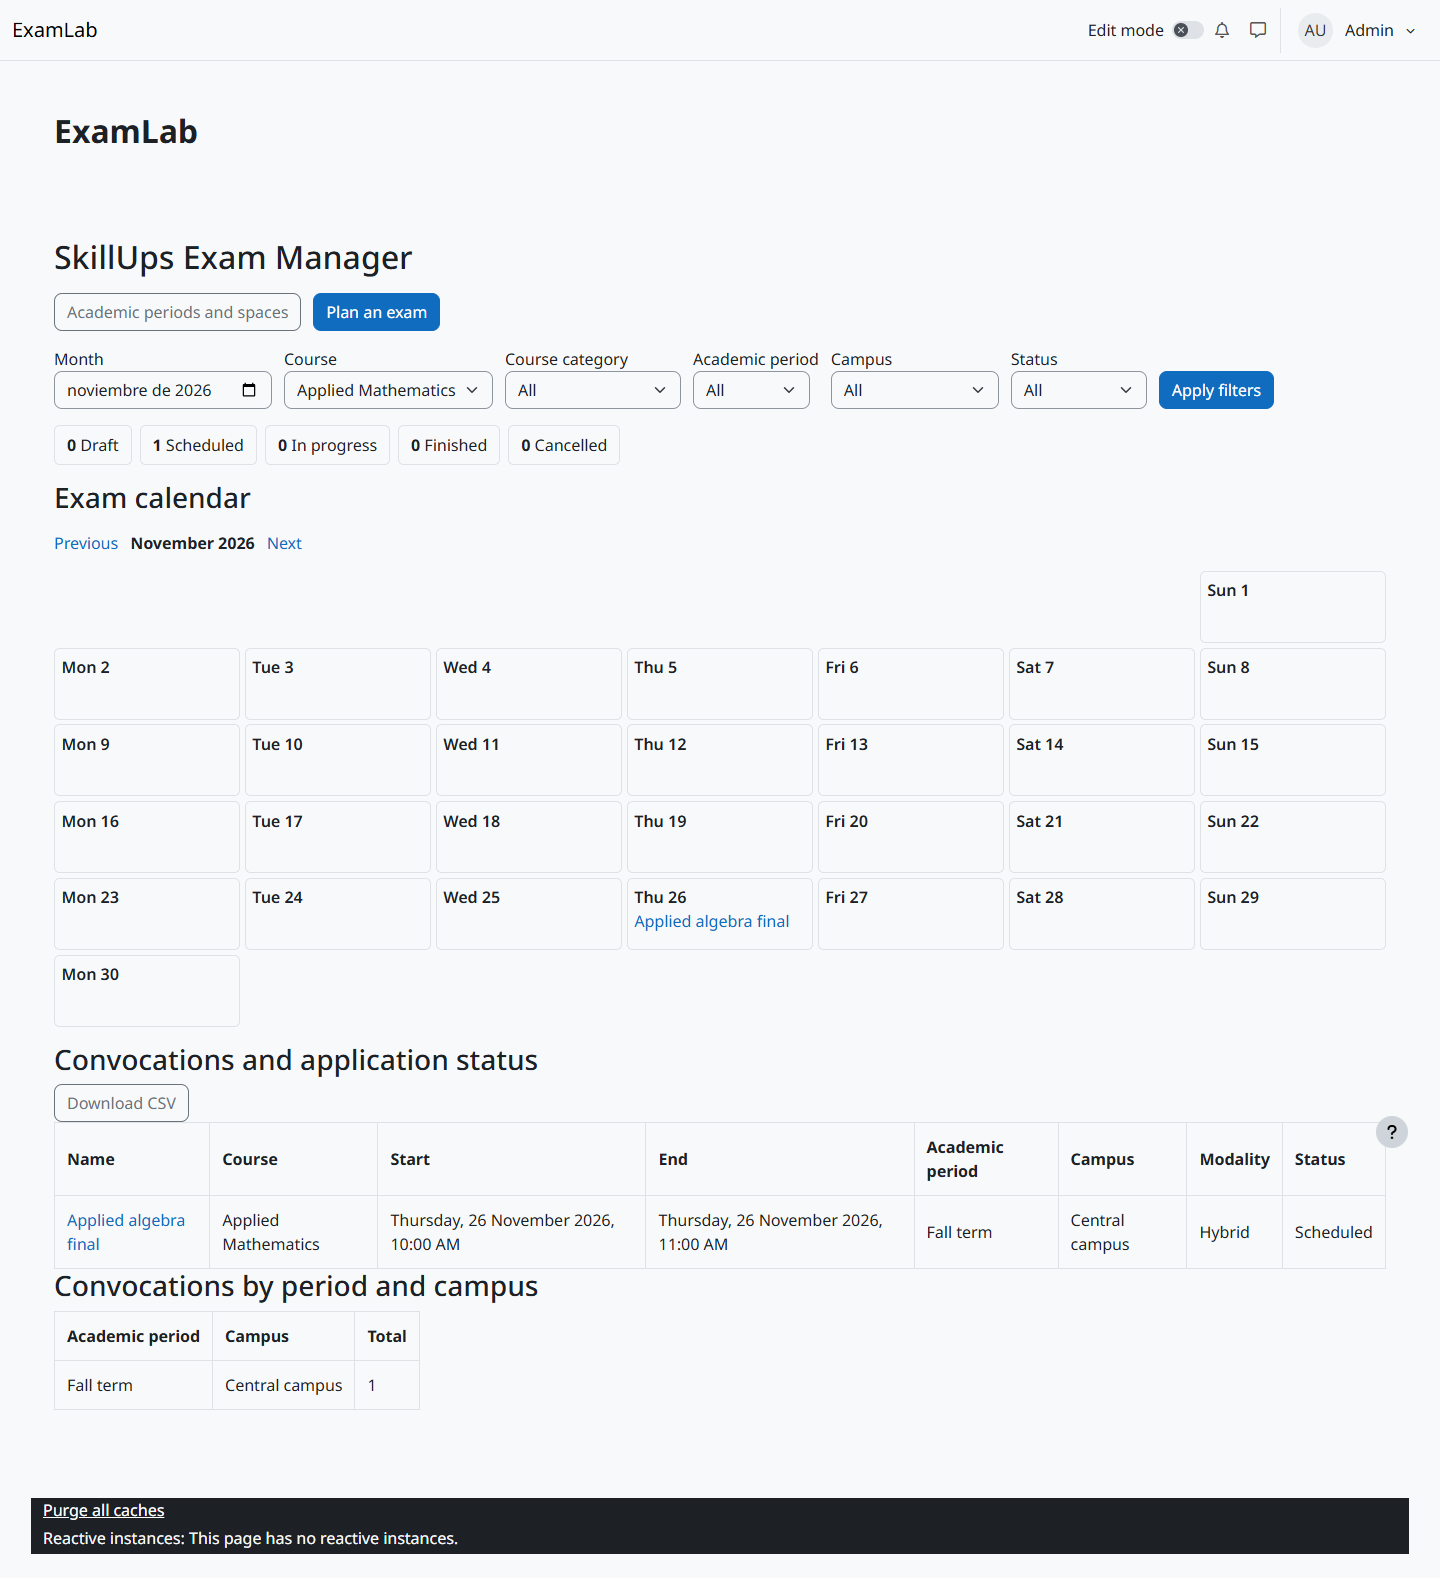 ExamLab
Edit mode
AU
Admin
ExamLab
SkillUps Exam Manager
Academic periods and spaces
Plan an exam
Month
Course
Course category
Academic period
Campus
Status
noviembre de 2026
Applied Mathematics
All
All
All
All
Apply filters
0 Draft
1 Scheduled
0 In progress
0 Finished
0 Cancelled
Exam calendar
Previous
November 2026
Next
Sun 1
Mon 2
Tue 3
Wed 4
Thu 5
Fri 6
Sat 7
Sun 8
Mon 9
Tue 10
Wed 11
Thu 12
Fri 13
Sat 14
Sun 15
Mon 16
Tue 17
Wed 18
Thu 19
Fri 20
Sat 21
Sun 22
Mon 23
Tue 24
Wed 25
Thu 26
Applied algebra final
Fri 27
Sat 28
Sun 29
Mon 30
Convocations and application status
Download CSV
?
Name
Course
Start
End
Academic
period
Campus
Modality
Status
Applied algebra
final
Applied
Mathematics
Thursday, 26 November 2026,
10:00 AM
Thursday, 26 November 2026,
11:00 AM
Fall term
Central
campus
Hybrid
Scheduled
Convocations by period and campus
Academic period
Campus
Total
Fall term
Central campus
1
Purge all caches
Reactive instances: This page has no reactive instances.